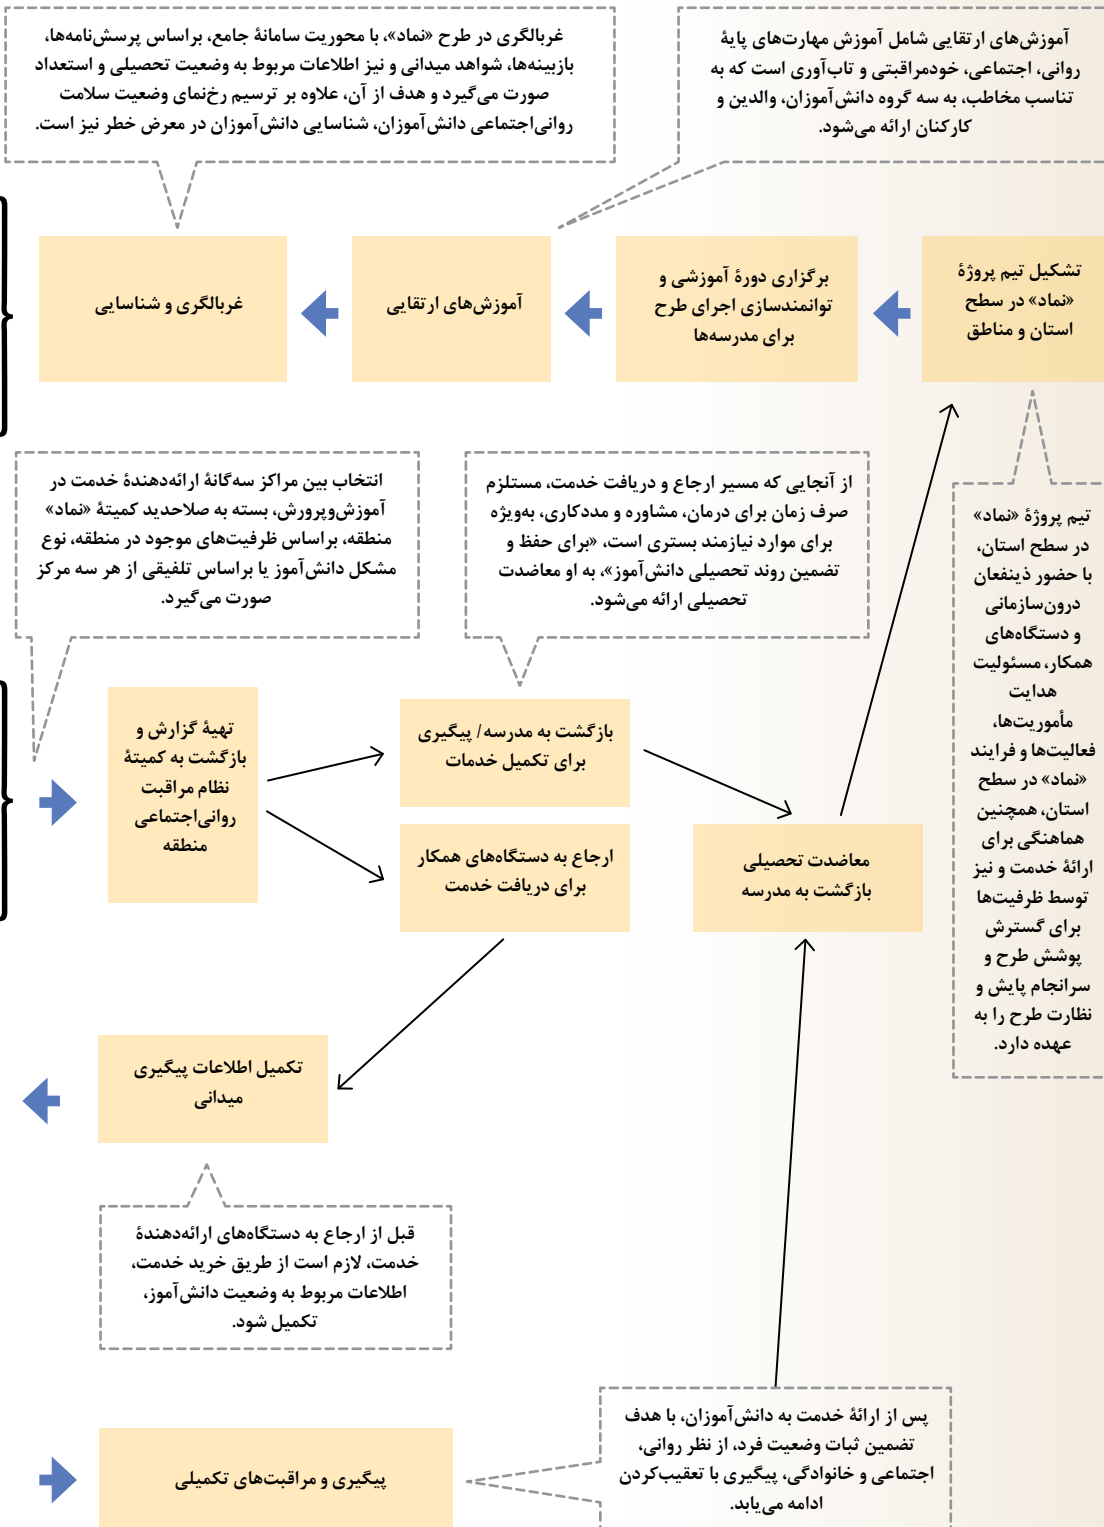 آموزش‌های ارتقایی شامل آموزش مهارت‌های پایۀ
روانی، اجتماعی، خودمراقبتی و تاب‌آوری است که به
تناسب مخاطب، به سه گروه دانش‌آموزان، والدین و
کارکنان ارائه می‌شود.
غربالگری در طرح «نماد»، با محوریت سامانۀ جامع، براساس پرسش‌نامه‌ها،
بازبینه‌ها، شواهد میدانی و نیز اطلاعات مربوط به وضعیت تحصیلی و استعداد
صورت می‌گیرد و هدف از آن، علاوه بر ترسیم رخ‌نمای وضعیت سلامت
روانی‌اجتماعی دانش‌آموزان، شناسایی دانش‌آموزان در معرض خطر نیز است.
تشکیل تیم پروژۀ
«نماد» در سطح
استان و مناطق
برگزاری دورۀ آموزشی و
توانمندسازی اجرای طرح
برای مدرسه‌ها
آموزش‌های ارتقایی
غربالگری و شناسایی
تیم پروژۀ «نماد»
در سطح استان،
با حضور ذینفعان
درون‌سازمانی
و دستگاه‌های
همکار، مسئولیت
هدایت
مأموریت‌ها،
فعالیت‌ها و فرایند
«نماد» در سطح
استان، همچنین
هماهنگی برای
ارائۀ خدمت و نیز
توسط ظرفیت‌ها
برای گسترش
پوشش طرح و
سرانجام پایش و
نظارت طرح را به
عهده دارد.
از آنجایی که مسیر ارجاع و دریافت خدمت، مستلزم
صرف زمان برای درمان، مشاوره و مددکاری، به‌ویژه
برای موارد نیازمند بستری است، «برای حفظ و
تضمین روند تحصیلی دانش‌آموز»، به او معاضدت
تحصیلی ارائه می‌شود.
انتخاب بین مراکز سه‌گانۀ ارائه‌دهندۀ خدمت در
آموزش‌وپرورش، بسته به صلاحدید کمیتۀ «نماد»
منطقه، براساس ظرفیت‌های موجود در منطقه، نوع
مشکل دانش‌آموز یا براساس تلفیقی از هر سه مرکز
صورت می‌گیرد.
تهیۀ گزارش و
بازگشت به کمیتۀ
نظام مراقبت
روانی‌اجتماعی
منطقه
بازگشت به مدرسه/ پیگیری
برای تکمیل خدمات
ارجاع به دستگاه‌های همکار
برای دریافت خدمت
معاضدت تحصیلی
بازگشت به مدرسه
تکمیل اطلاعات پیگیری
میدانی
قبل از ارجاع به دستگاه‌های ارائه‌دهندۀ
خدمت، لازم است از طریق خرید خدمت،
اطلاعات مربوط به وضعیت دانش‌آموز،
تکمیل شود.
پس از ارائۀ خدمت به دانش‌آموزان، با هدف
تضمین ثبات وضعیت فرد، از نظر روانی،
اجتماعی و خانوادگی، پیگیری با تعقیب‌کردن
ادامه می‌یابد.
پیگیری و مراقبت‌های تکمیلی